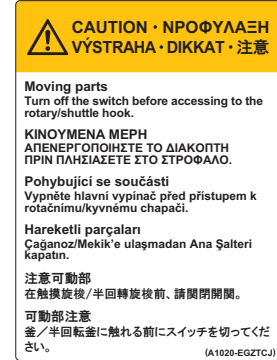 CAUTION・ΝΡΟΦΥΛΑΞΗ
VÝSTRAHA・DIKKAT・注意
Moving parts
Turn off the switch before accessing to the
rotary/shuttle hook.
ΚΙΝΟΥΜΕΝΑ ΜΕΡΗ
ΑΠΕΝΕΡΓΟΠΟΙΗΣΤΕ ΤΟ ΔΙΑΚΟΠΤΗ
ΠΡΙΝ ΠΛΗΣΙΑΣΕΤΕ ΣΤΟ ΣΤΡΟΦΑΛΟ.
Pohybující se součásti
Vypněte hlavní vypínač před přístupem k
rotačnímu/kyvnému chapači.
Hareketli parçaları
Çağanoz/Mekik'e ulaşmadan Ana Şalteri
kapatın.
注意可動部
在触摸旋梭/半回轉旋梭前、請関閉開関。
可動部注意
釜／半回転釜に触れる前にスイッチを切ってくだ
さい。
(A1020-EGZTCJ)